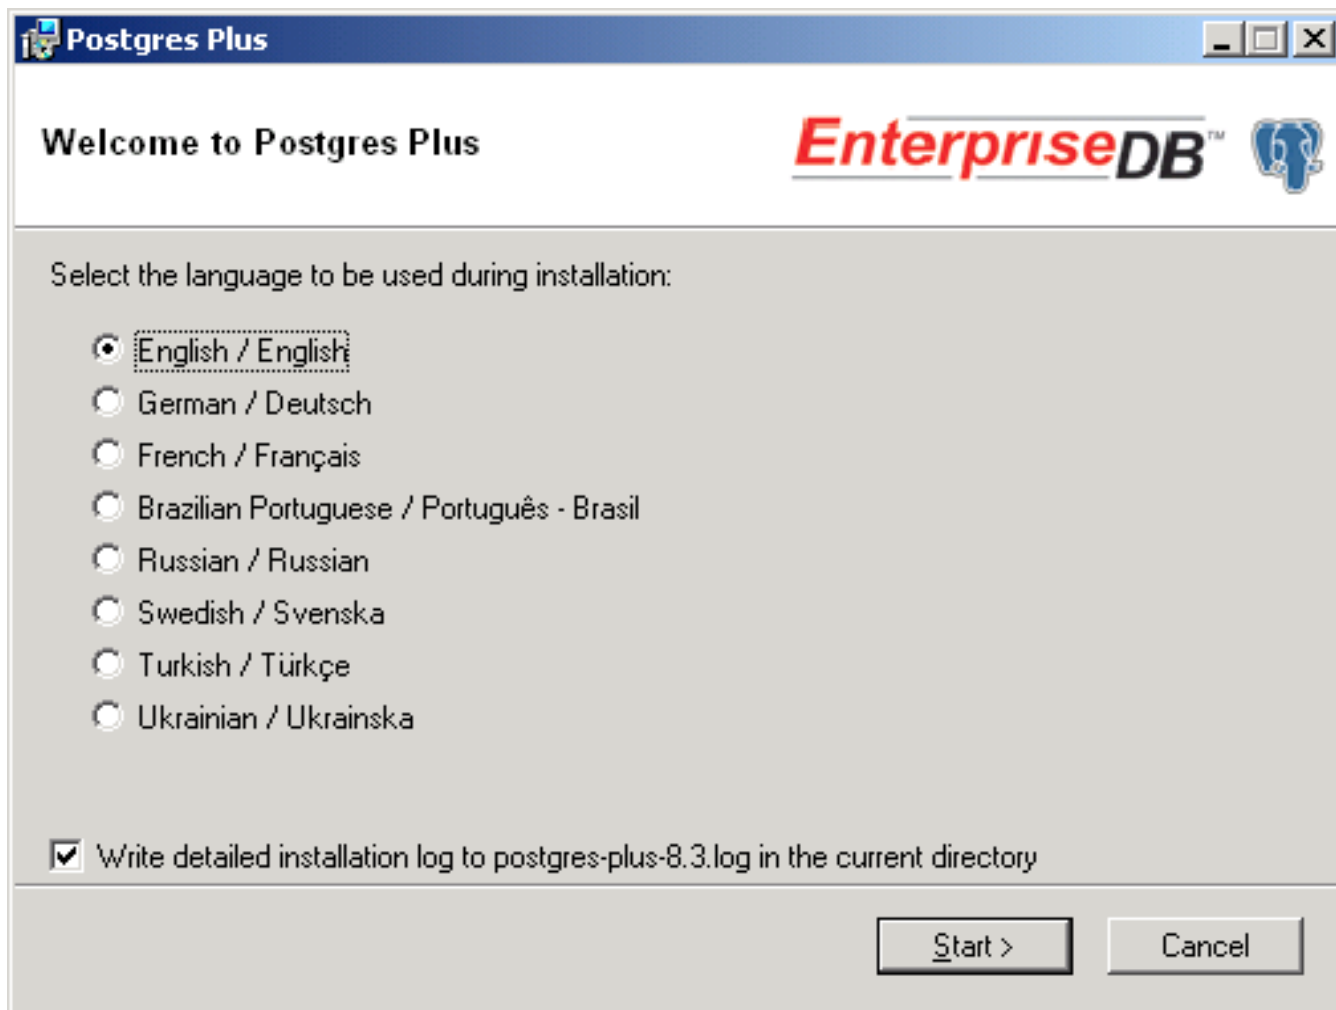 Postgres Plus
Welcome to Postgres Plus
EnterpriseDB™
Select the language to be used during installation:
English / English
German / Deutsch
French / Français
Brazilian Portuguese / Português - Brasil
Russian / Russian
Swedish / Svenska
Turkish / Türkçe
Ukrainian / Ukrainska
Write detailed installation log to postgres-plus-8.3.log in the current directory
Start >
Cancel